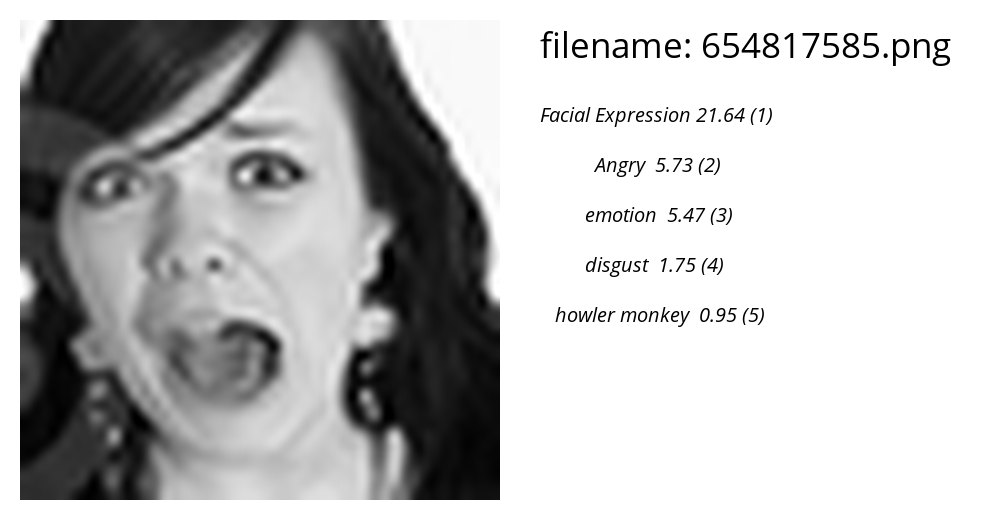 filename: 654817585.png
Facial Expression 21.64 (1)
Angry 5.73 (2)
emotion 5.47 (3)
disgust 1.75 (4)
howler monkey 0.95 (5)